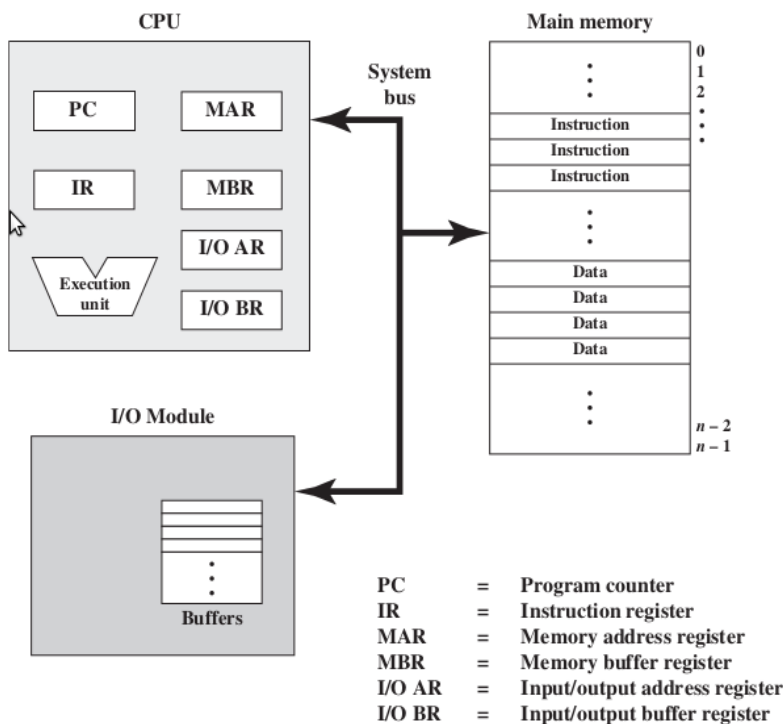 CPU
Main memory
System
bus
PC
MAR
IR
MBR
I/O AR
Execution
unit
I/O BR
0
1
2
Instruction
Instruction
Instruction
Data
Data
Data
Data
n – 2
n – 1
I/O Module
Buffers
PC = Program counter
IR = Instruction register
MAR = Memory address register
MBR = Memory buffer register
I/O AR = Input/output address register
I/O BR = Input/output buffer register